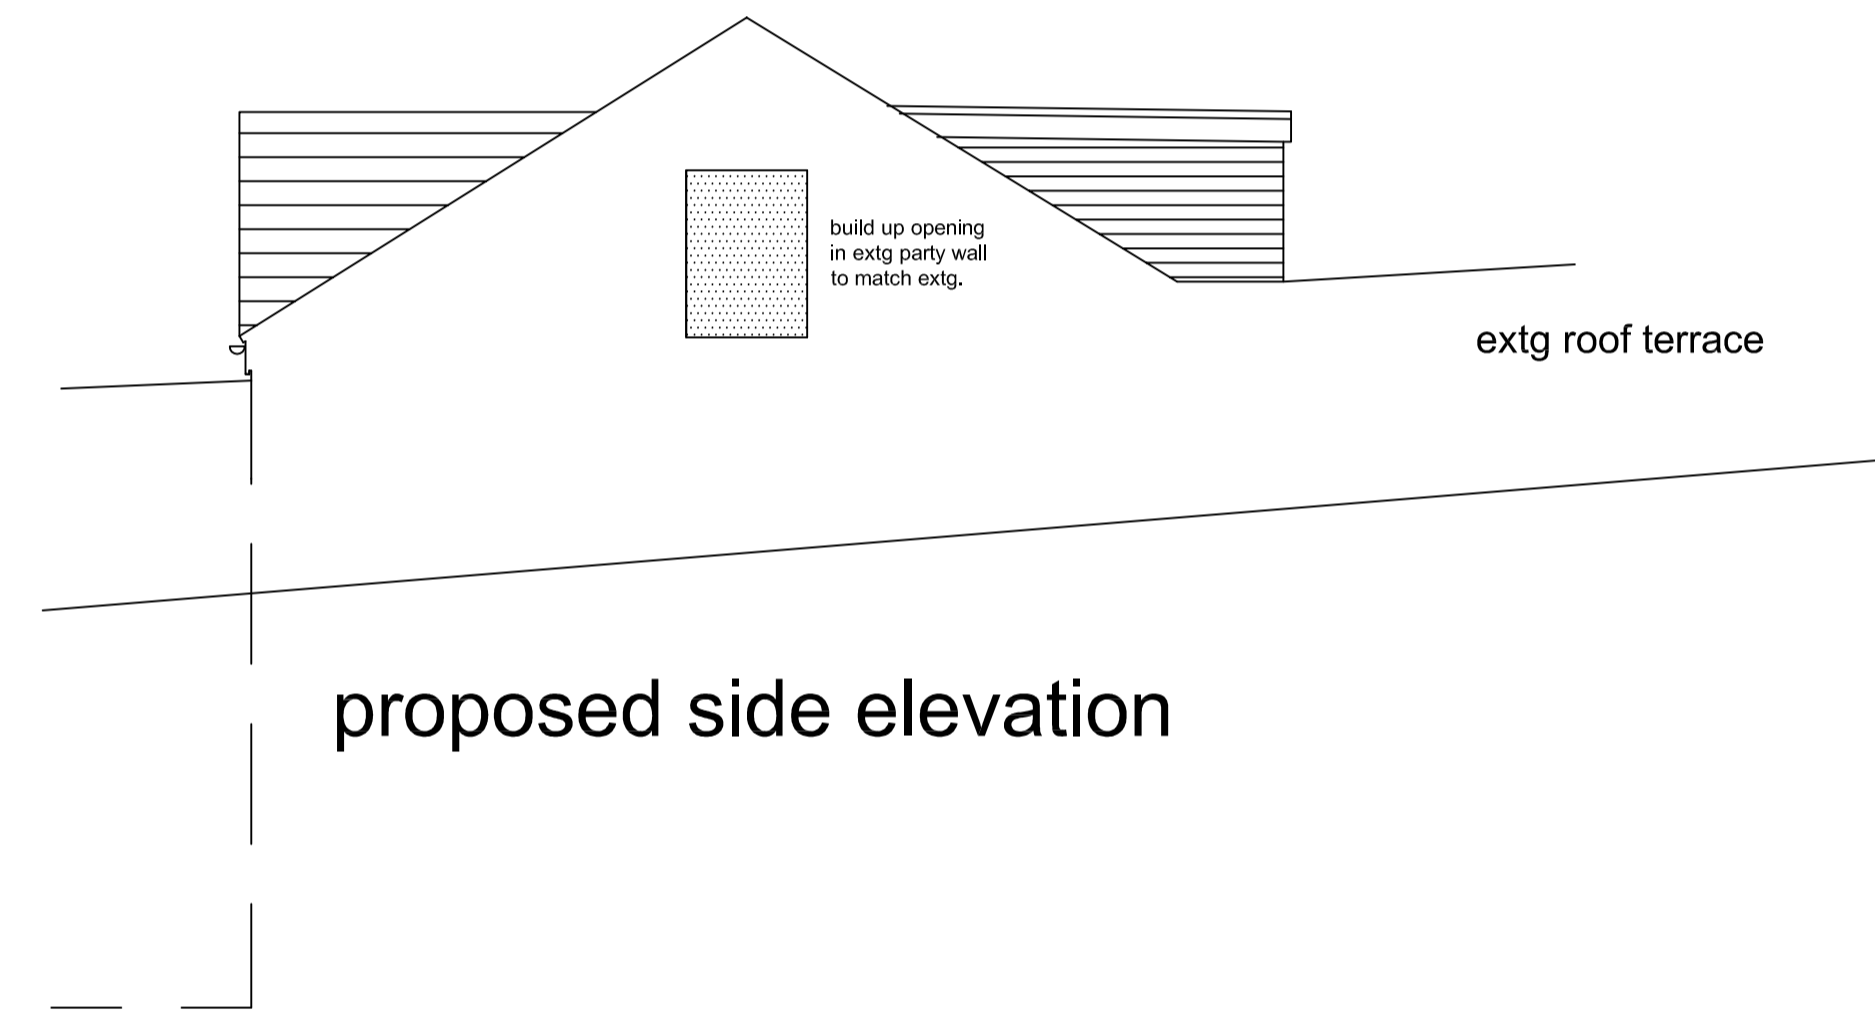 build up opening
in extg party wall
to match extg.
extg roof terrace
proposed side elevation